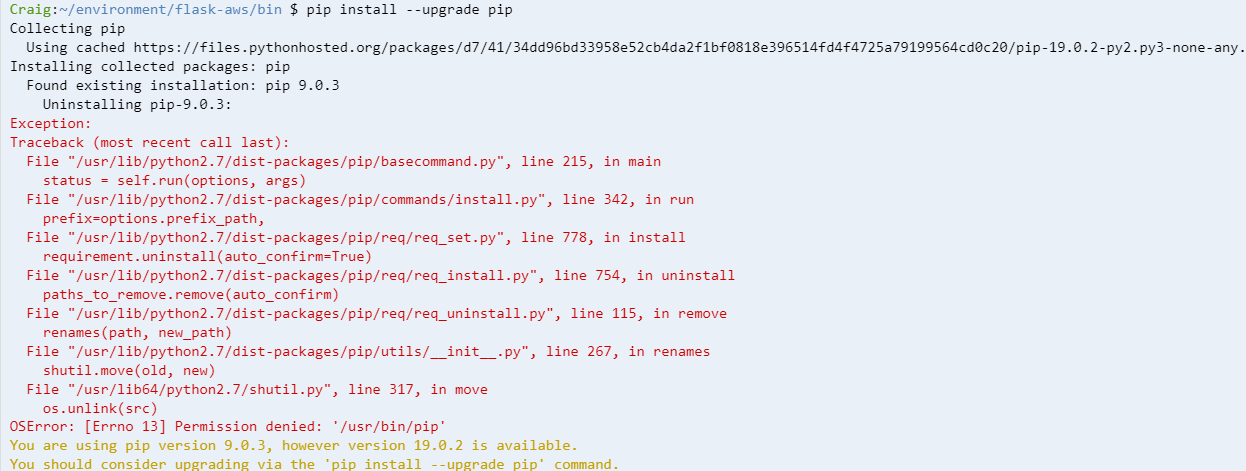 Craig:~/environment/flask-aws/bin $ pip install --upgrade pip
Collecting pip
  Using cached https://files.pythonhosted.org/packages/d7/41/34dd96bd33958e52cb4da2f1bf0818e396514fd4f4725a79199564cd0c20/pip-19.0.2-py2.py3-none-any.
Installing collected packages: pip
  Found existing installation: pip 9.0.3
    Uninstalling pip-9.0.3:
Exception:
Traceback (most recent call last):
  File "/usr/lib/python2.7/dist-packages/pip/basecommand.py", line 215, in main
    status = self.run(options, args)
  File "/usr/lib/python2.7/dist-packages/pip/commands/install.py", line 342, in run
    prefix=options.prefix_path,
  File "/usr/lib/python2.7/dist-packages/pip/req/req_set.py", line 778, in install
    requirement.uninstall(auto_confirm=True)
  File "/usr/lib/python2.7/dist-packages/pip/req/req_install.py", line 754, in uninstall
    paths_to_remove.remove(auto_confirm)
  File "/usr/lib/python2.7/dist-packages/pip/req/req_uninstall.py", line 115, in remove
    renames(path, new_path)
  File "/usr/lib/python2.7/dist-packages/pip/utils/__init__.py", line 267, in renames
    shutil.move(old, new)
  File "/usr/lib64/python2.7/shutil.py", line 317, in move
    os.unlink(src)
OSError: [Errno 13] Permission denied: '/usr/bin/pip'
You are using pip version 9.0.3, however version 19.0.2 is available.
You should consider upgrading via the 'pip install --upgrade pip' command.